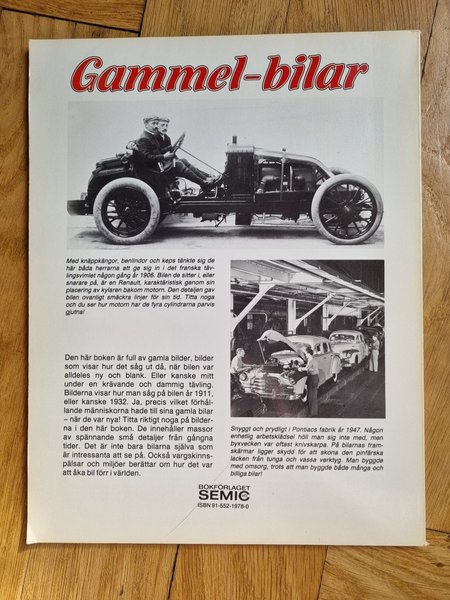 Gammel-bilar
Med knäppkängor, benlindor och keps tänkte sig de
här båda herrarna att ge sig in i det franska täv-
lingsvimlet någon gång år 1906. Bilen de sitter i, eller
snarare på, är en Renault, karaktäristisk genom sin
placering av kylaren bakom motorn. Den detaljen gav
bilen ovanligt smäckra linjer för sin tid. Titta noga
och du ser hur motorn har de fyra cylindrarna parvis
gjutna!
Den här boken är full av gamla bilder, bilder
som visar hur det såg ut då, när bilen var
alldeles ny och blank. Eller kanske mitt
under en krävande och dammig tävling.
Bilderna visar hur man såg på bilen år 1911,
eller kanske 1932. Ja, precis vilket förhål-
lande människorna hade till sina gamla bilar
– när de var nya! Titta riktigt noga på bilder-
na i den här boken. De innehåller massor
av spännande små detaljer från gångna
tider. Det är inte bara bilarna själva som
är intressanta att se på. Också vargskinns-
pälsar och miljöer berättar om hur det var
att åka bil förr i världen.
Snyggt och prydligt i Pontiacs fabrik år 1947. Någon
enhetlig arbetsklädsel höll man sig inte med, men
byxvecken var oftast knivskarpa. På bilarnas fram-
skärmar ligger skydd för att skona den pinfärska
lacken från tunga och vassa verktyg. Man byggde
med omsorg, trots att man byggde både många och
billiga bilar!
BOKFÖRLAGET
SEMIC
ISBN 91-552-1978-0